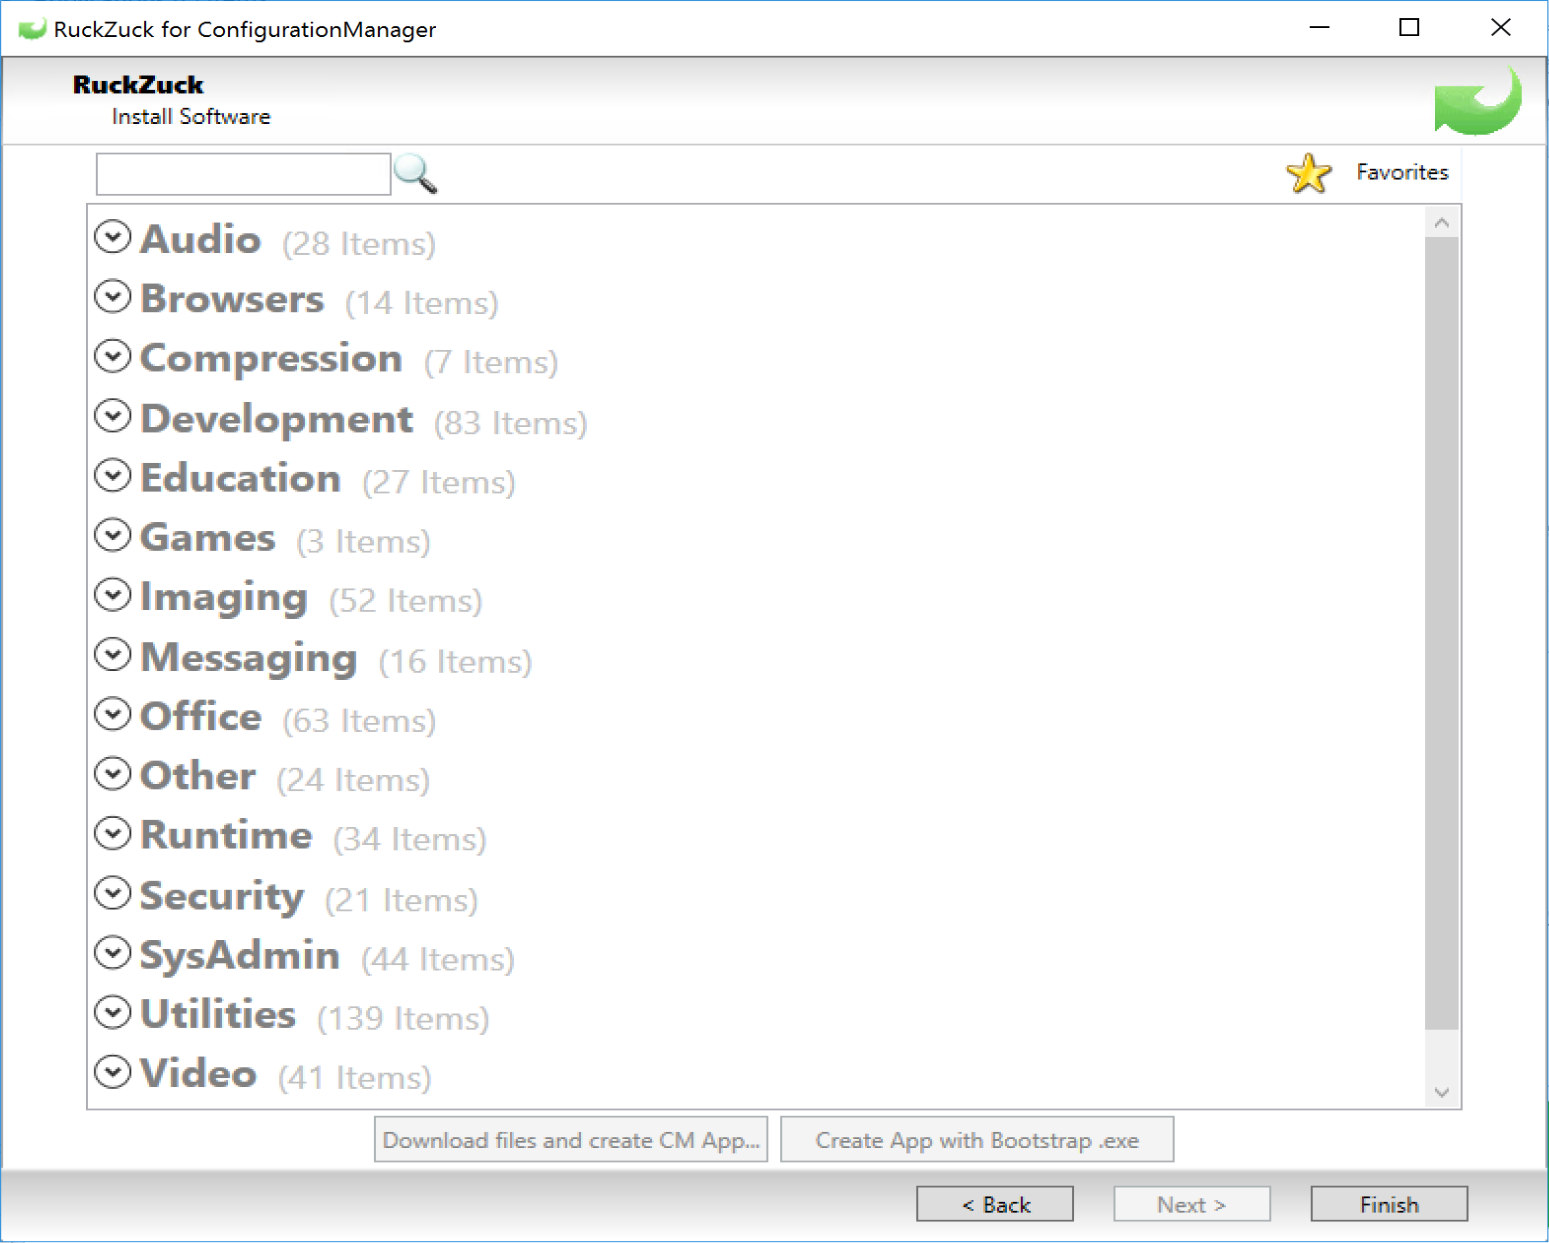 RuckZuck for ConfigurationManager
RuckZuck
Install Software
Favorites
Audio (28 Items)
Browsers (14 Items)
Compression (7 Items)
Development (83 Items)
Education (27 Items)
Games (3 Items)
Imaging (52 Items)
Messaging (16 Items)
Office (63 Items)
Other (24 Items)
Runtime (34 Items)
Security (21 Items)
SysAdmin (44 Items)
Utilities (139 Items)
Video (41 Items)
Download files and create CM App... Create App with Bootstrap .exe
< Back Next > Finish